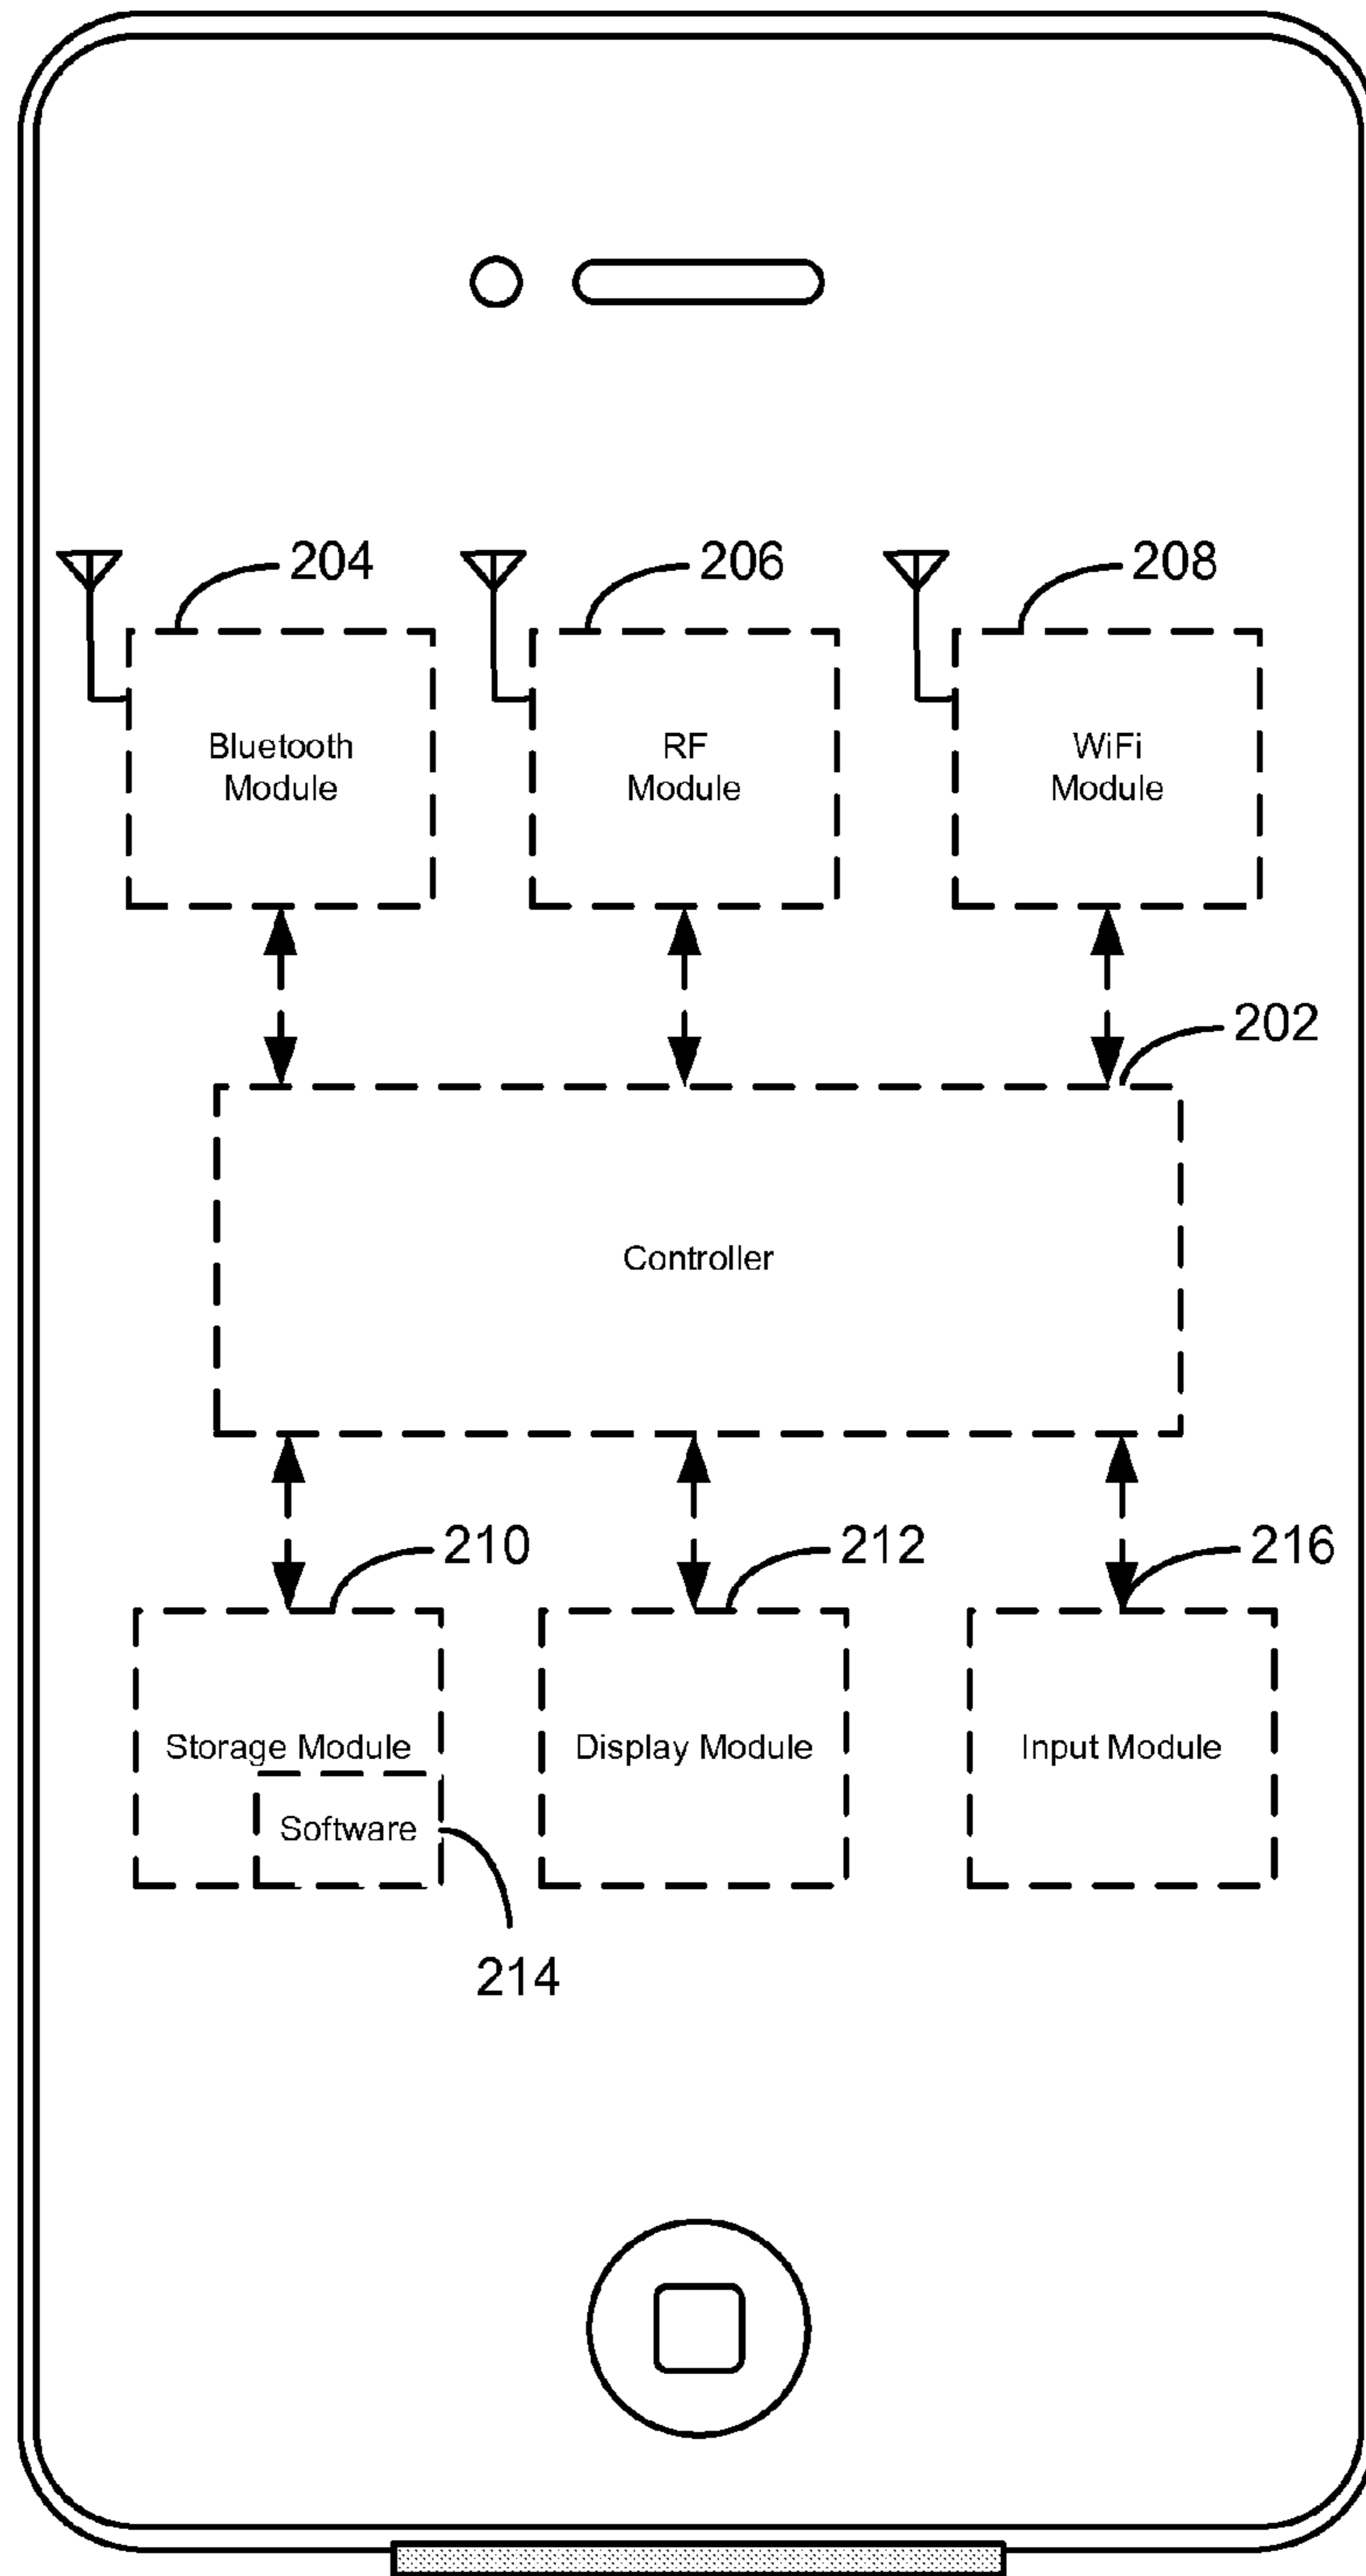 204
206
208
Bluetooth
Module
RF
Module
WiFi
Module
202
Controller
210
212
216
Storage Module
Display Module
Input Module
Software
214